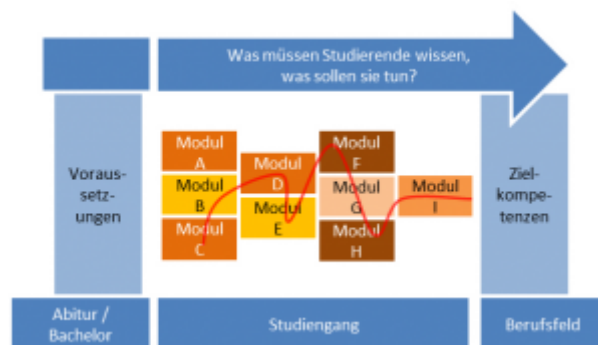 Was müssen Studierende wissen,
was sollen sie tun?
Voraus-
setz-
ungen
Modul
A
Modul
B
Modul
C
Modul
D
Modul
E
Modul
F
Modul
G
Modul
H
Modul
I
Ziel-
kompe-
tenzen
Abitur /
Bachelor
Studiengang
Berufsfeld